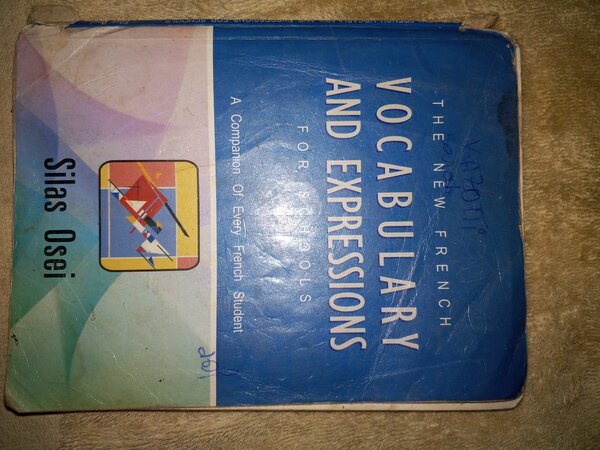 THE NEW FRENCH
VOCABULARY
AND EXPRESSIONS
FOR SCHOOLS
A Companion Of Every French Student
Silas Osei